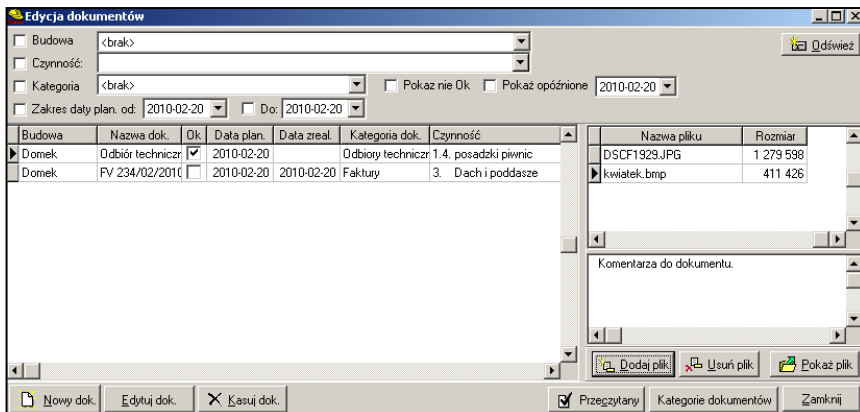 Edycja dokumentów
Budowa <brak>
Odśwież
Czynność:
Kategoria <brak> Pokaz nie Ok Pokaż opóźnione 2010-02-20
Zakres daty plan. od: 2010-02-20 Do: 2010-02-20
Budowa Nazwa dok. Ok Data plan. Data zreal. Kategoria dok. Czynność
Domek Odbiór techniczr 2010-02-20 Odbiory techniczr 1.4. posadzki piwnic
Domek FV 234/02/2010 2010-02-20 2010-02-20 Faktury 3. Dach i poddasze
Nazwa pliku Rozmiar
DSCF1929.JPG 1 279 598
kwiatek.bmp 411 426
Komentarza do dokumentu.
Dodaj plik Usuń plik Pokaż plik
Nowy dok. Edytuj dok. Kasuj dok. Przeczytany Kategorie dokumentów Zamknij